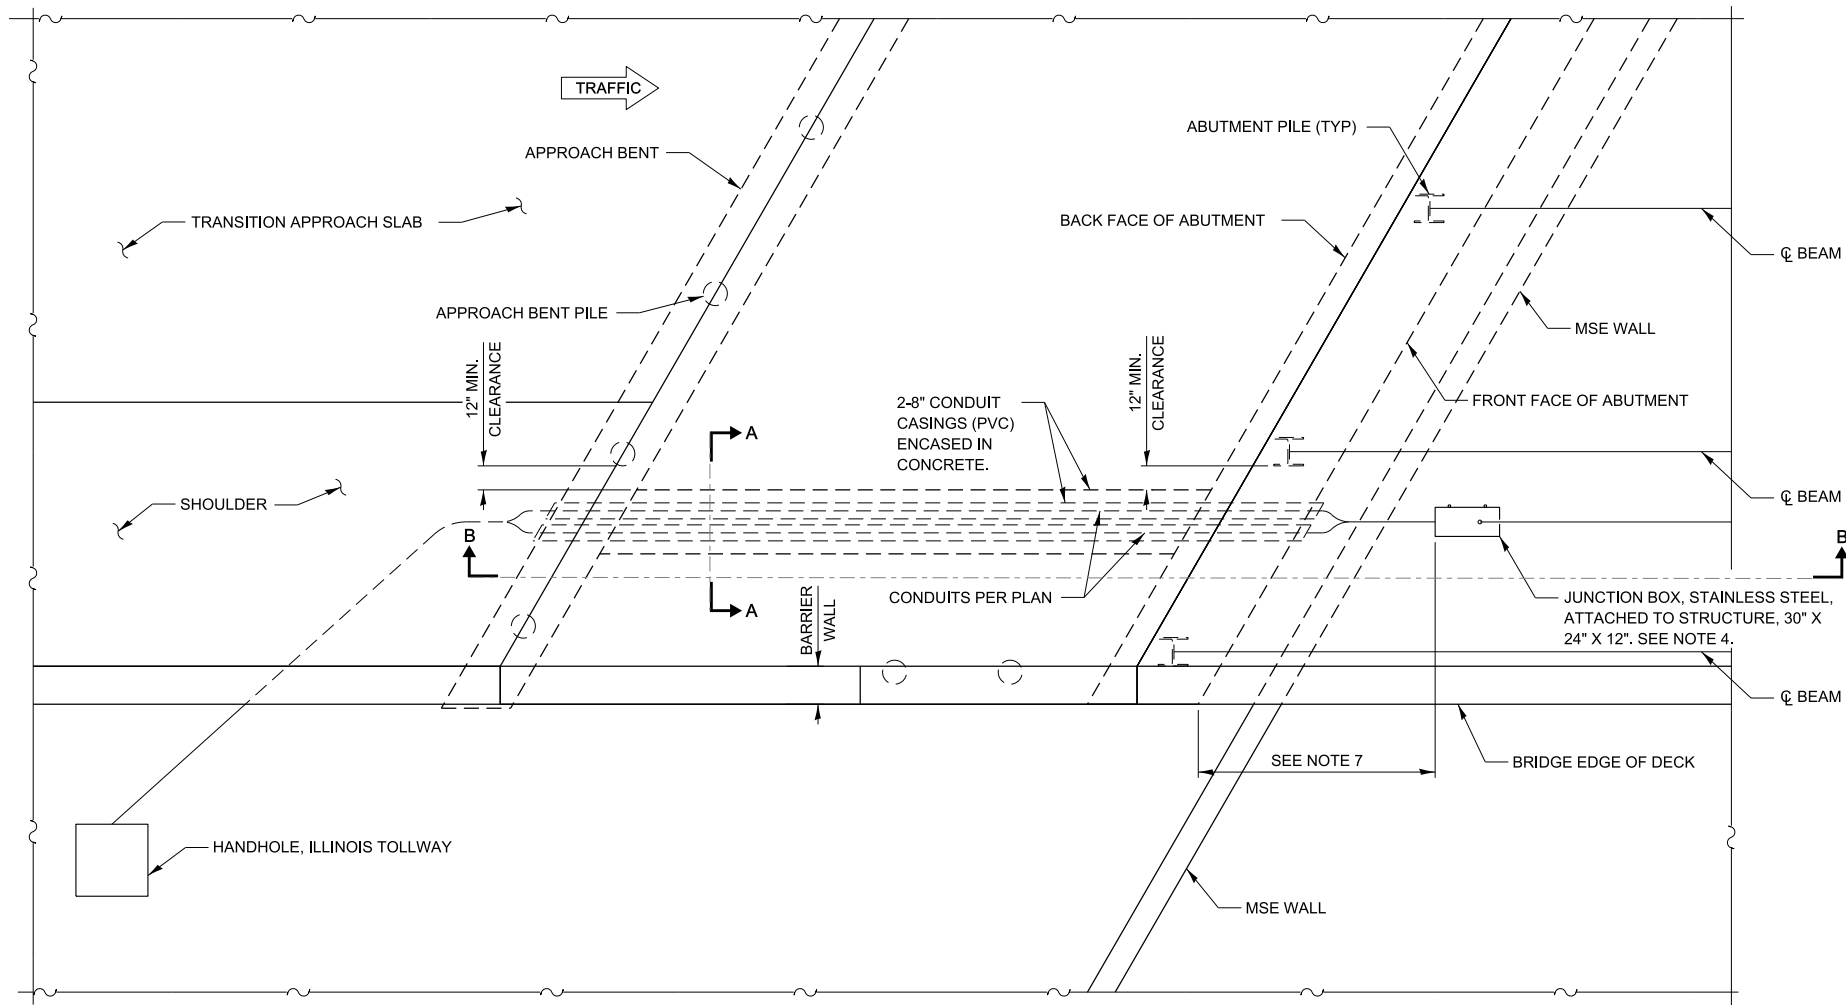 TRAFFIC
ABUTMENT PILE (TYP)
APPROACH BENT
TRANSITION APPROACH SLAB
BACK FACE OF ABUTMENT
℄ BEAM
APPROACH BENT PILE
MSE WALL
12" MIN.
CLEARANCE
12" MIN.
CLEARANCE
2-8" CONDUIT
CASINGS (PVC)
ENCASED IN
CONCRETE.
FRONT FACE OF ABUTMENT
A
SHOULDER
℄ BEAM
B
B
CONDUITS PER PLAN
A
JUNCTION BOX, STAINLESS STEEL,
ATTACHED TO STRUCTURE, 30" X
24" X 12". SEE NOTE 4.
BARRIER
WALL
℄ BEAM
SEE NOTE 7
BRIDGE EDGE OF DECK
HANDHOLE, ILLINOIS TOLLWAY
MSE WALL